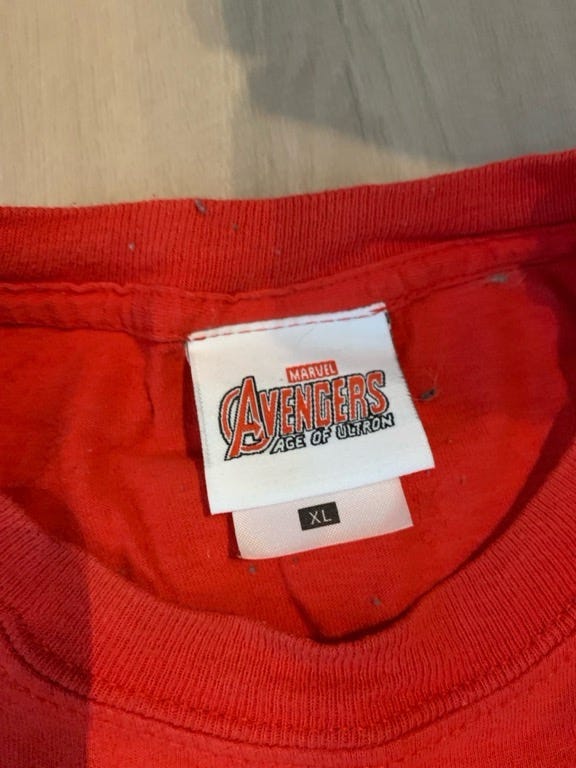 MARVEL
AVENGERS
AGE OF ULTRON
XL